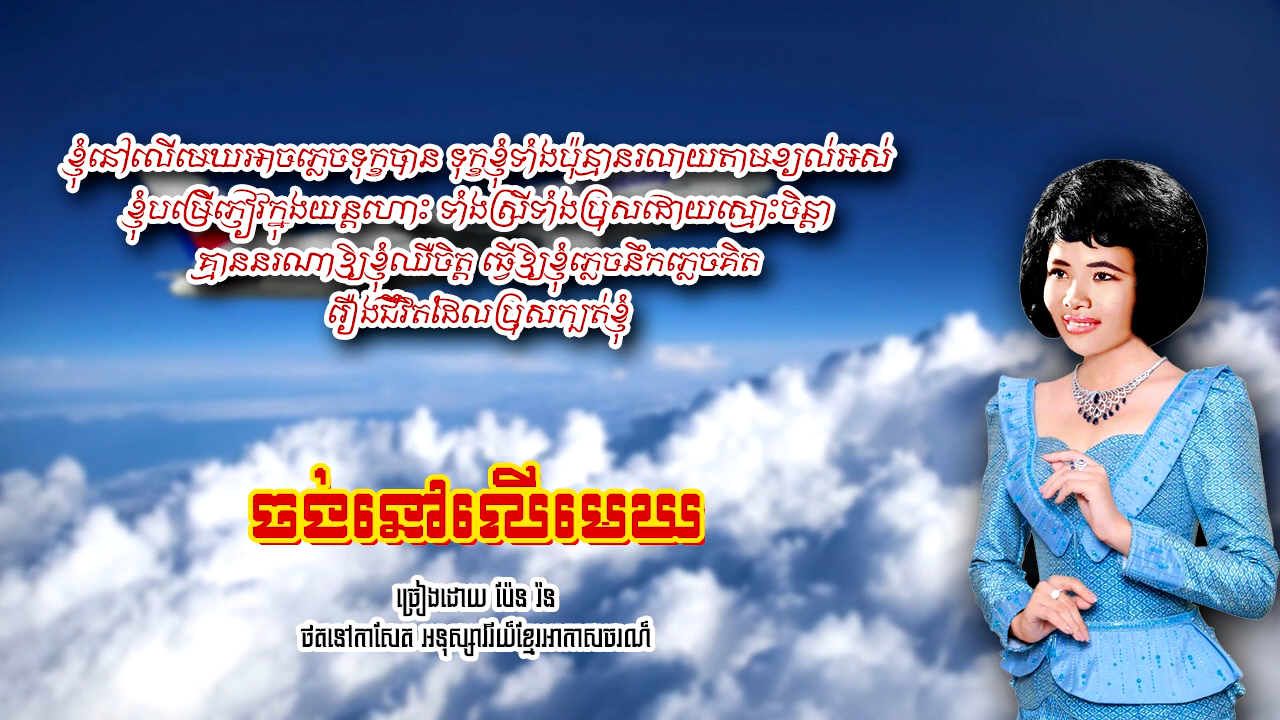 ខ្ញុំនៅលើមេឃអាចភ្លេចទុក្ខបាន ទុក្ខខ្ញុំទាំងប៉ុន្មានរលាយតាមខ្យល់អស់
ខ្ញុំបម្រើភ្ញៀវក្នុងយន្តហោះ ទាំងស្រីទាំងប្រុសដោយស្មោះចិន្តា
គ្មាននរណាឱ្យខ្ញុំឈឺចិត្ត ធ្វើឱ្យខ្ញុំភ្លេចនឹកភ្លេចគិត
រឿងជីវិតដែលប្រុសក្បត់ខ្ញុំ
ចង់នៅលើមេឃ
ច្រៀងដោយ ប៉ែន រ៉ន
ថតទៅកាសែត អនុស្សាវរីយ៍ខ្មែរអាកាសចរណ៍